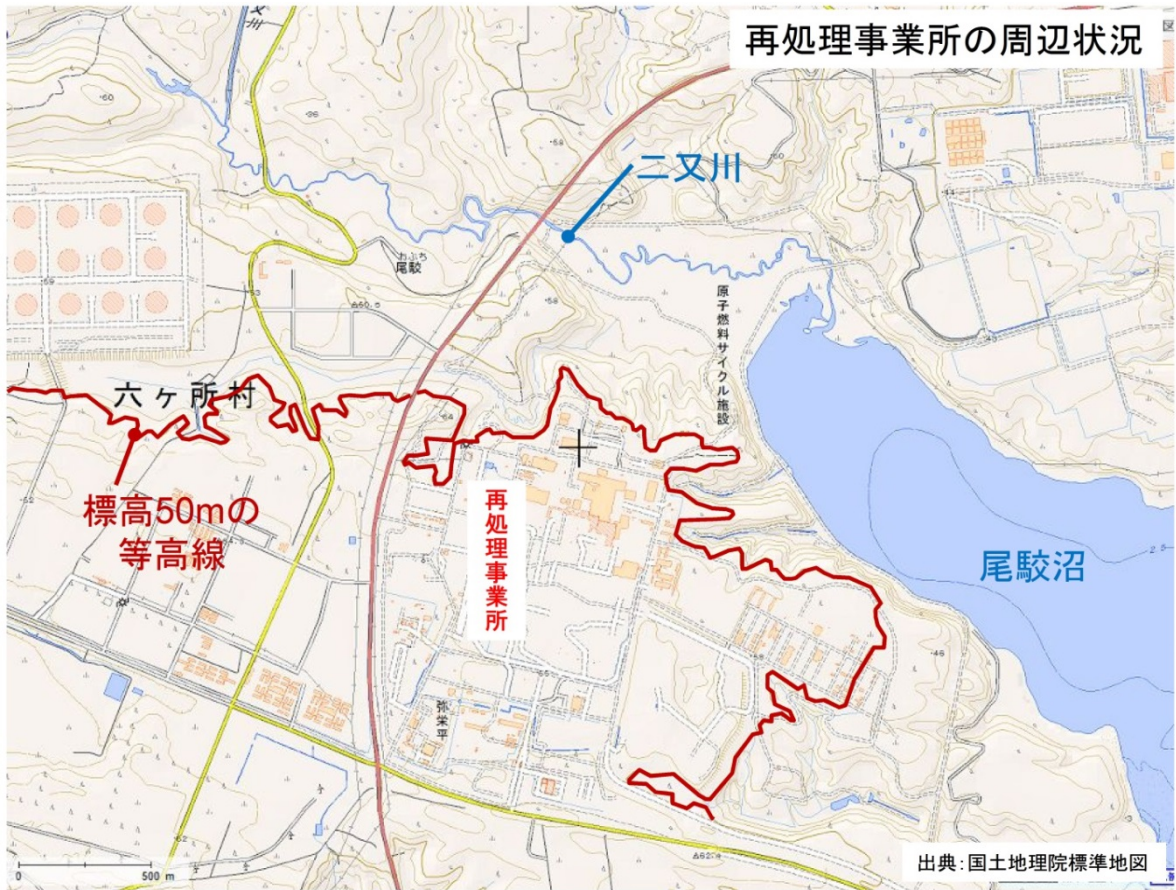 再処理事業所の周辺状況
二又川
おぶち
尾駮
原子燃料サイクル施設
六ヶ所村
標高50mの
等高線
再処理事業所
尾駮沼
弥栄平
出典：国土地理院標準地図
0 500 m